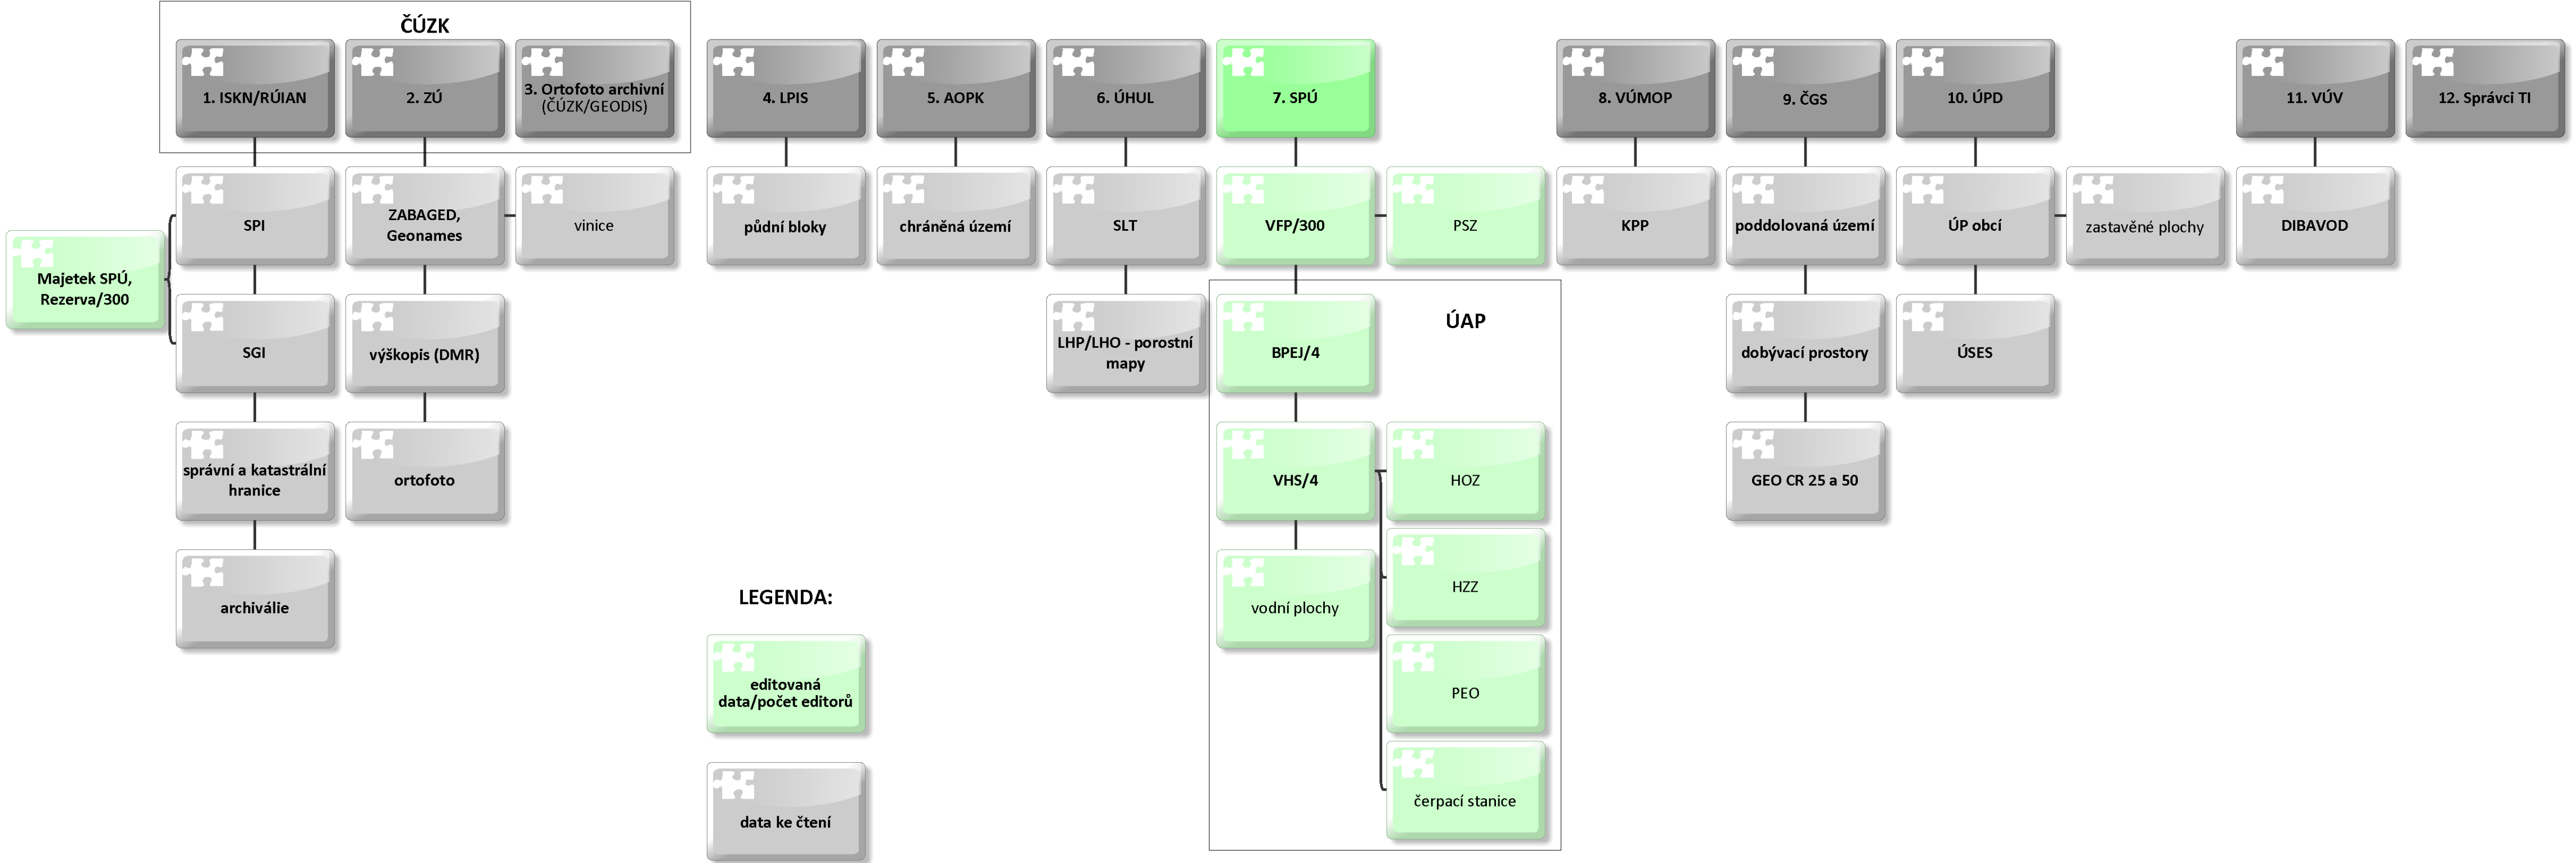 ČÚZK
1. ISKN/RÚIAN
2. ZÚ
3. Ortofoto archivní
(ČÚZK/GEODIS)
4. LPIS
5. AOPK
6. ÚHUL
7. SPÚ
8. VÚMOP
9. ČGS
10. ÚPD
11. VÚV
12. Správci TI
SPI
ZABAGED,
Geonames
vinice
půdní bloky
chráněná území
SLT
VFP/300
PSZ
KPP
poddolovaná území
ÚP obcí
zastavěné plochy
DIBAVOD
Majetek SPÚ,
Rezerva/300
SGI
výškopis (DMR)
LHP/LHO - porostní
mapy
ÚAP
BPEJ/4
dobývací prostory
ÚSES
správní a katastrální
hranice
ortofoto
VHS/4
HOZ
GEO CR 25 a 50
archiválie
vodní plochy
HZZ
PEO
čerpací stanice
LEGENDA:
editovaná
data/počet editorů
data ke čtení